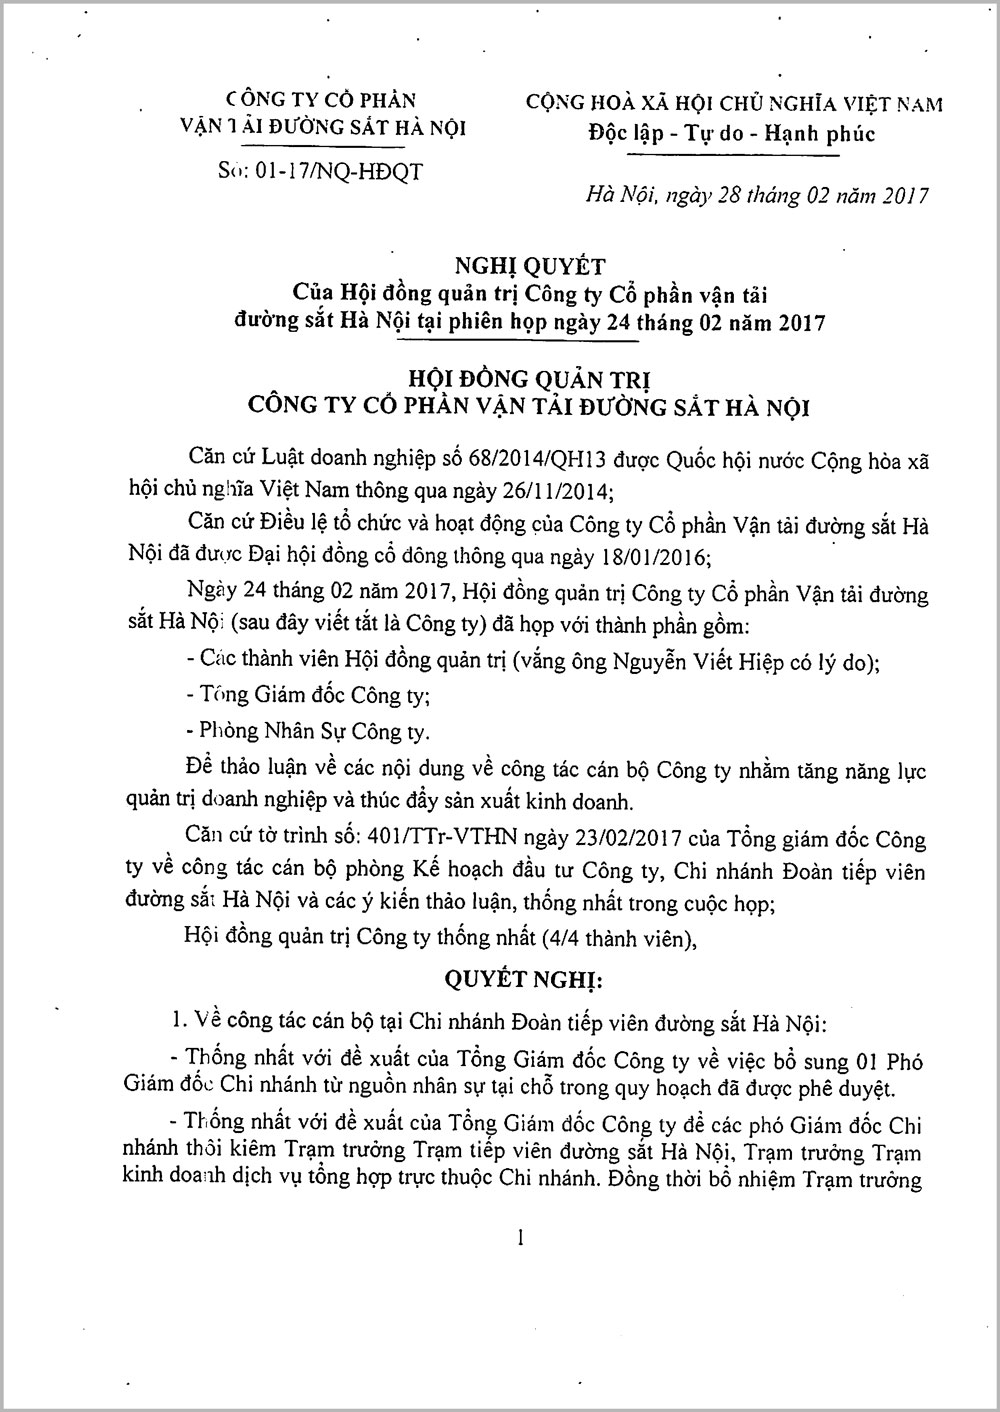 CÔNG TY CỔ PHẦN
VẬN TẢI ĐƯỜNG SẮT HÀ NỘI
Số: 01-17/NQ-HĐQT
CỘNG HOÀ XÃ HỘI CHỦ NGHĨA VIỆT NAM
Độc lập - Tự do - Hạnh phúc
Hà Nội, ngày 28 tháng 02 năm 2017
NGHỊ QUYẾT
Của Hội đồng quản trị Công ty Cổ phần vận tải
đường sắt Hà Nội tại phiên họp ngày 24 tháng 02 năm 2017
HỘI ĐỒNG QUẢN TRỊ
CÔNG TY CỔ PHẦN VẬN TẢI ĐƯỜNG SẮT HÀ NỘI
Căn cứ Luật doanh nghiệp số 68/2014/QH13 được Quốc hội nước Cộng hòa xã
hội chủ nghĩa Việt Nam thông qua ngày 26/11/2014;
Căn cứ Điều lệ tổ chức và hoạt động của Công ty Cổ phần Vận tải đường sắt Hà
Nội đã được Đại hội đồng cổ đông thông qua ngày 18/01/2016;
Ngày 24 tháng 02 năm 2017, Hội đồng quản trị Công ty Cổ phần Vận tải đường
sắt Hà Nội (sau đây viết tắt là Công ty) đã họp với thành phần gồm:
- Các thành viên Hội đồng quản trị (vắng ông Nguyễn Viết Hiệp có lý do);
- Tổng Giám đốc Công ty;
- Phòng Nhân Sự Công ty.
Để thảo luận về các nội dung về công tác cán bộ Công ty nhằm tăng năng lực
quản trị doanh nghiệp và thúc đẩy sản xuất kinh doanh.
Căn cứ tờ trình số: 401/TTr-VTHN ngày 23/02/2017 của Tổng giám đốc Công
ty về công tác cán bộ phòng Kế hoạch đầu tư Công ty, Chi nhánh Đoàn tiếp viên
đường sắt Hà Nội và các ý kiến thảo luận, thống nhất trong cuộc họp;
Hội đồng quản trị Công ty thống nhất (4/4 thành viên),
QUYẾT NGHỊ:
1. Về công tác cán bộ tại Chi nhánh Đoàn tiếp viên đường sắt Hà Nội:
- Thống nhất với đề xuất của Tổng Giám đốc Công ty về việc bổ sung 01 Phó
Giám đốc Chi nhánh từ nguồn nhân sự tại chỗ trong quy hoạch đã được phê duyệt.
- Thống nhất với đề xuất của Tổng Giám đốc Công ty để các phó Giám đốc Chi
nhánh thôi kiêm Trạm trưởng Trạm tiếp viên đường sắt Hà Nội, Trạm trưởng Trạm
kinh doanh dịch vụ tổng hợp trực thuộc Chi nhánh. Đồng thời bổ nhiệm Trạm trưởng
1